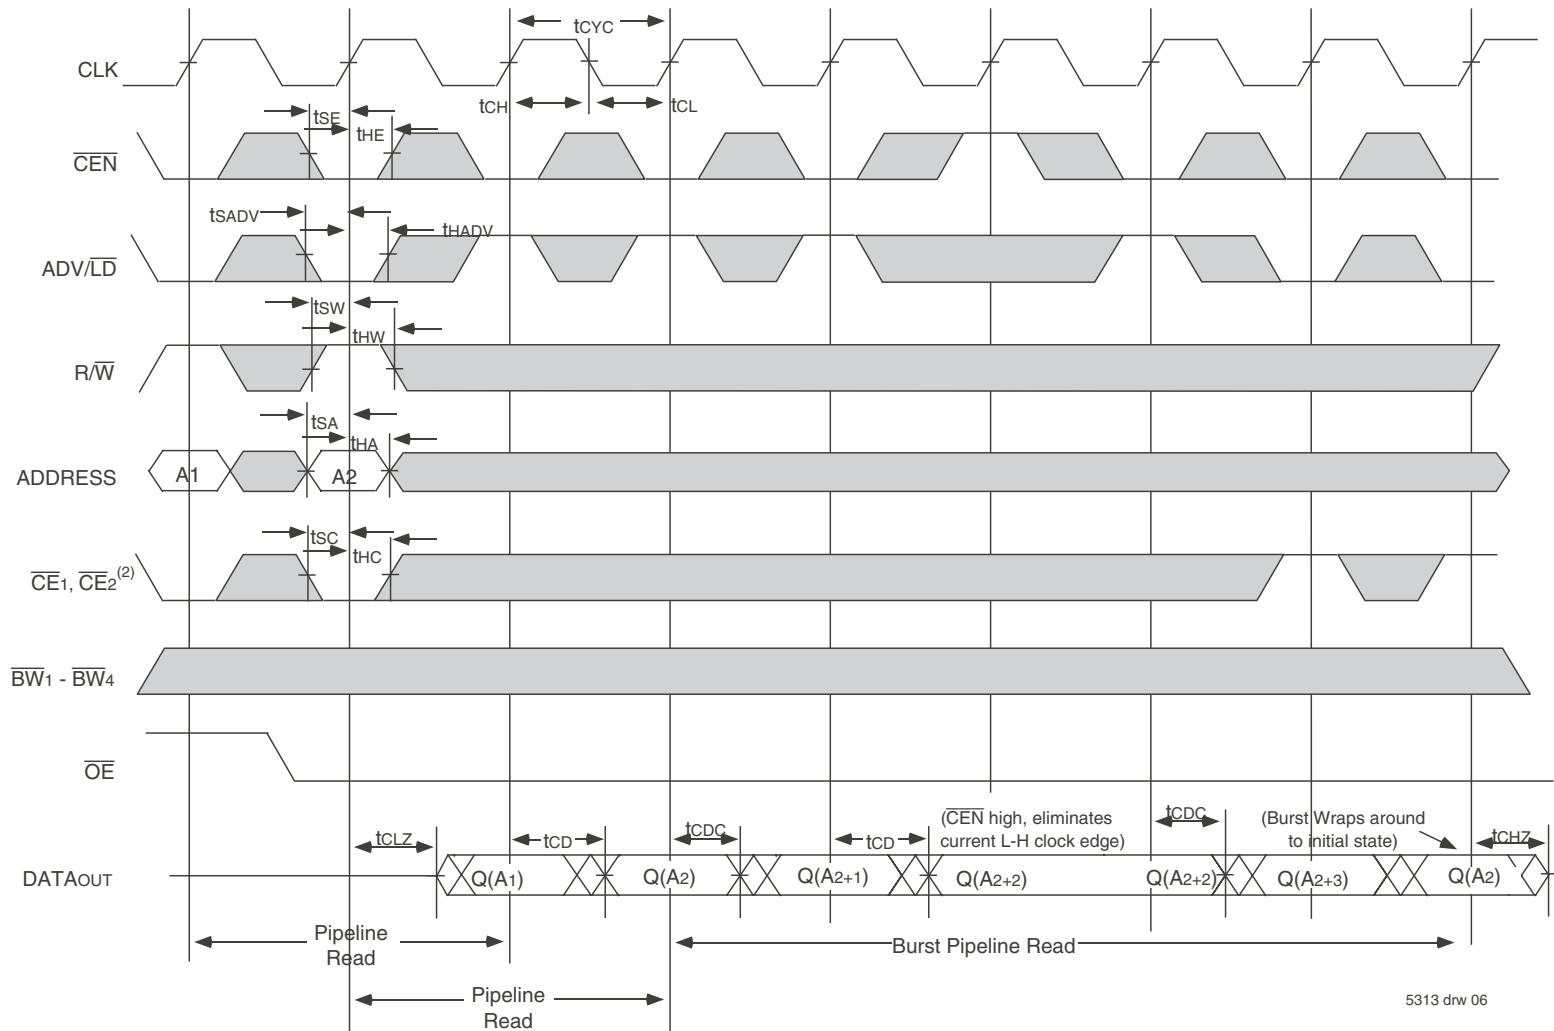 tCYC
CLK
tCH
tCL
tSE
tHE
CEN
tSADV
tHADV
ADV/LD
tSW
tHW
R/W
tSA
tHA
ADDRESS
A1
A2
tSC
tHC
CE1, CE2(2)
BW1 - BW4
OE
(CEN high, eliminates
current L-H clock edge)
(Burst Wraps around
to initial state)
tCLZ
tCD
tCDC
tCD
tCDC
tCHZ
DATAOUT
Q(A1)
Q(A2)
Q(A2+1)
Q(A2+2)
Q(A2+2)
Q(A2+3)
Q(A2)
Pipeline
Read
Burst Pipeline Read
Pipeline
Read
5313 drw 06